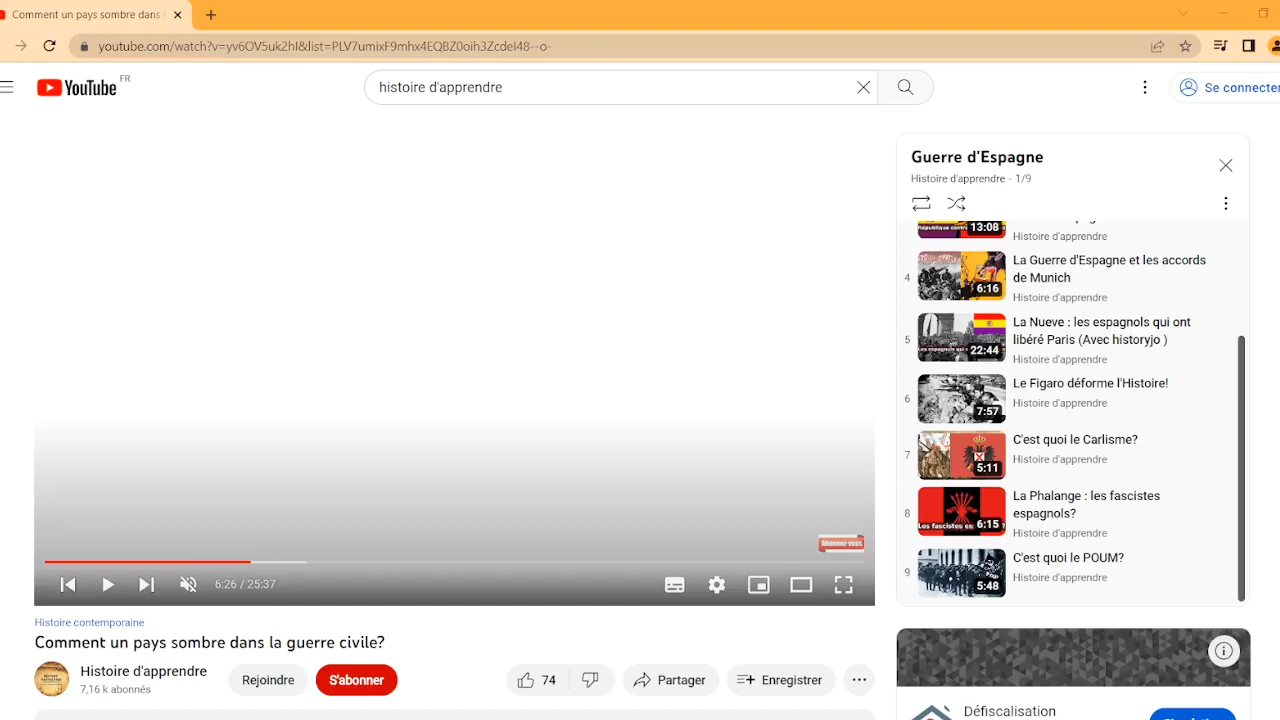 Comment un pays sombre dans
youtube.com/watch?v=yv6OV5uk2hI&list=PLV7umixF9mhx4EQBZ0oih3ZcdeI48--o-
YouTube FR
histoire d'apprendre
Se connecter
Guerre d'Espagne
Histoire d'apprendre - 1/9
13:08
Histoire d'apprendre
4
6:16
La Guerre d'Espagne et les accords
de Munich
Histoire d'apprendre
5
22:44
La Nueve : les espagnols qui ont
libéré Paris (Avec historyjo )
Histoire d'apprendre
6
7:57
Le Figaro déforme l'Histoire!
Histoire d'apprendre
7
5:11
C'est quoi le Carlisme?
Histoire d'apprendre
8
Les fascistes es
6:15
La Phalange : les fascistes
espagnols?
Histoire d'apprendre
9
5:48
C'est quoi le POUM?
Histoire d'apprendre
Abonnez-vous
6:26 / 25:37
Histoire contemporaine
Comment un pays sombre dans la guerre civile?
Histoire d'apprendre
7,16 k abonnés
Rejoindre
S'abonner
74
Partager
Enregistrer
Défiscalisation